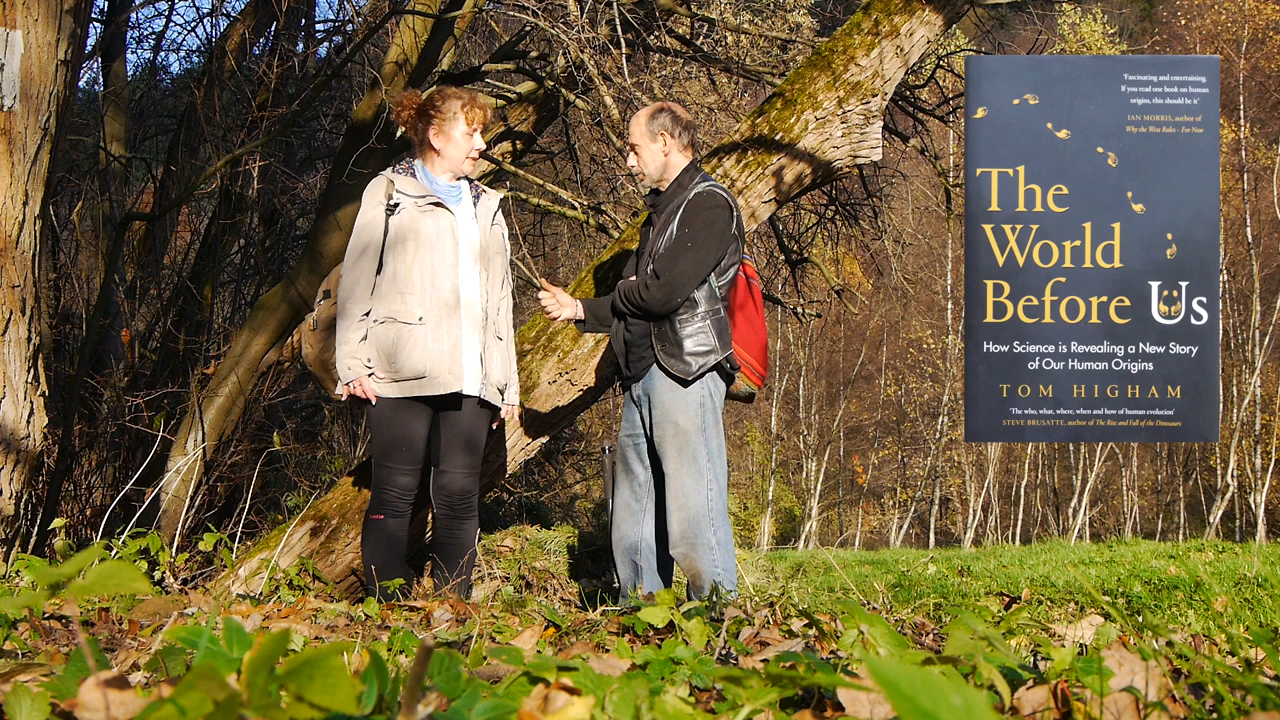 'Fascinating and entertaining.
If you read one book on human
origins, this should be it'
IAN MORRIS, author of
Why the West Rules – For Now
The
World
Before Us
How Science is Revealing a New Story
of Our Human Origins
TOM HIGHAM
'The who, what, where, when and how of human evolution'
STEVE BRUSATTE, author of The Rise and Fall of the Dinosaurs